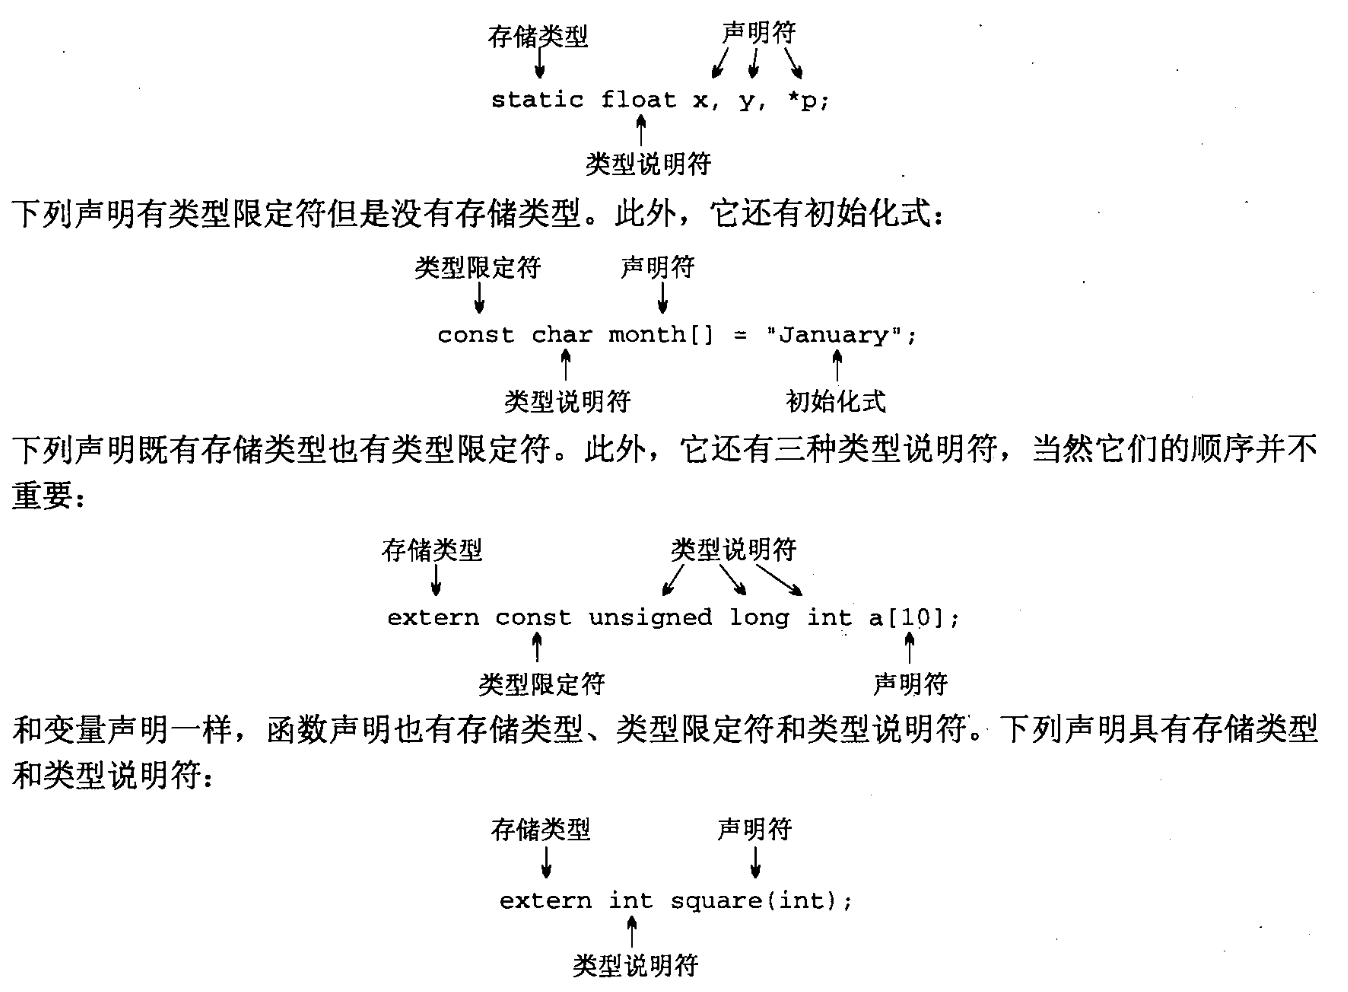 存储类型 声明符
static float x, y, *p;
类型说明符
下列声明有类型限定符但是没有存储类型。此外，它还有初始化式：
类型限定符 声明符
const char month[] = "January";
类型说明符 初始化式
下列声明既有存储类型也有类型限定符。此外，它还有三种类型说明符，当然它们的顺序并不
重要：
存储类型 类型说明符
extern const unsigned long int a[10];
类型限定符 声明符
和变量声明一样，函数声明也有存储类型、类型限定符和类型说明符。下列声明具有存储类型
和类型说明符：
存储类型 声明符
extern int square(int);
类型说明符